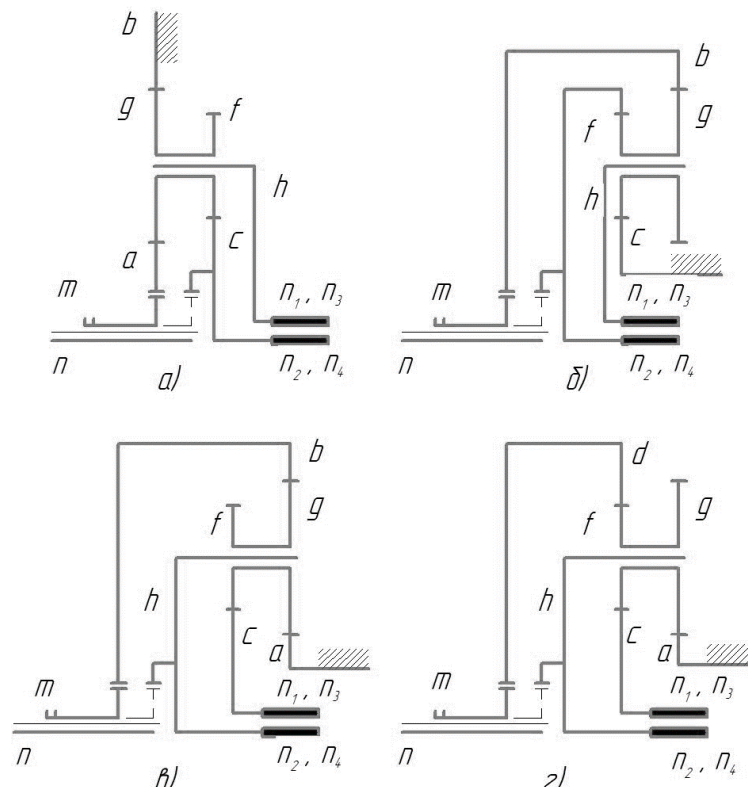 b
g
f
h
a
c
m
n₁, n₃
n
n₂, n₄
а)
b
g
f
h
c
m
n₁, n₃
n
n₂, n₄
б)
b
g
f
h
c
a
m
n₁, n₃
n
n₂, n₄
в)
d
f
g
h
c
a
m
n₁, n₃
n
n₂, n₄
г)